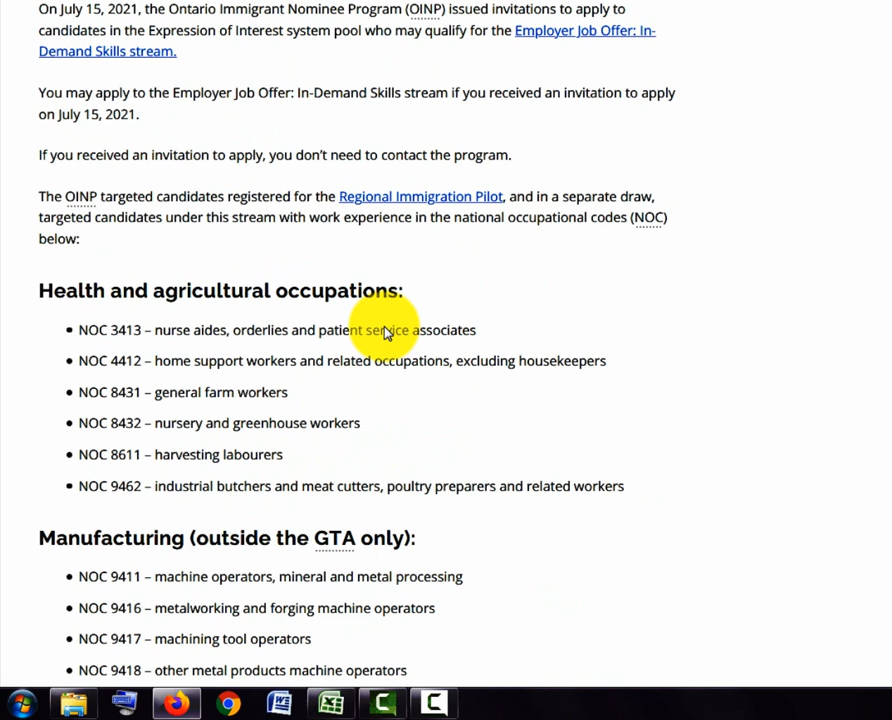 On July 15, 2021, the Ontario Immigrant Nominee Program (OINP) issued invitations to apply to
candidates in the Expression of Interest system pool who may qualify for the Employer Job Offer: In-
Demand Skills stream.
You may apply to the Employer Job Offer: In-Demand Skills stream if you received an invitation to apply
on July 15, 2021.
If you received an invitation to apply, you don't need to contact the program.
The OINP targeted candidates registered for the Regional Immigration Pilot, and in a separate draw,
targeted candidates under this stream with work experience in the national occupational codes (NOC)
below:
Health and agricultural occupations:
• NOC 3413 – nurse aides, orderlies and patient service associates
• NOC 4412 – home support workers and related occupations, excluding housekeepers
• NOC 8431 – general farm workers
• NOC 8432 – nursery and greenhouse workers
• NOC 8611 – harvesting labourers
• NOC 9462 – industrial butchers and meat cutters, poultry preparers and related workers
Manufacturing (outside the GTA only):
• NOC 9411 – machine operators, mineral and metal processing
• NOC 9416 – metalworking and forging machine operators
• NOC 9417 – machining tool operators
• NOC 9418 – other metal products machine operators